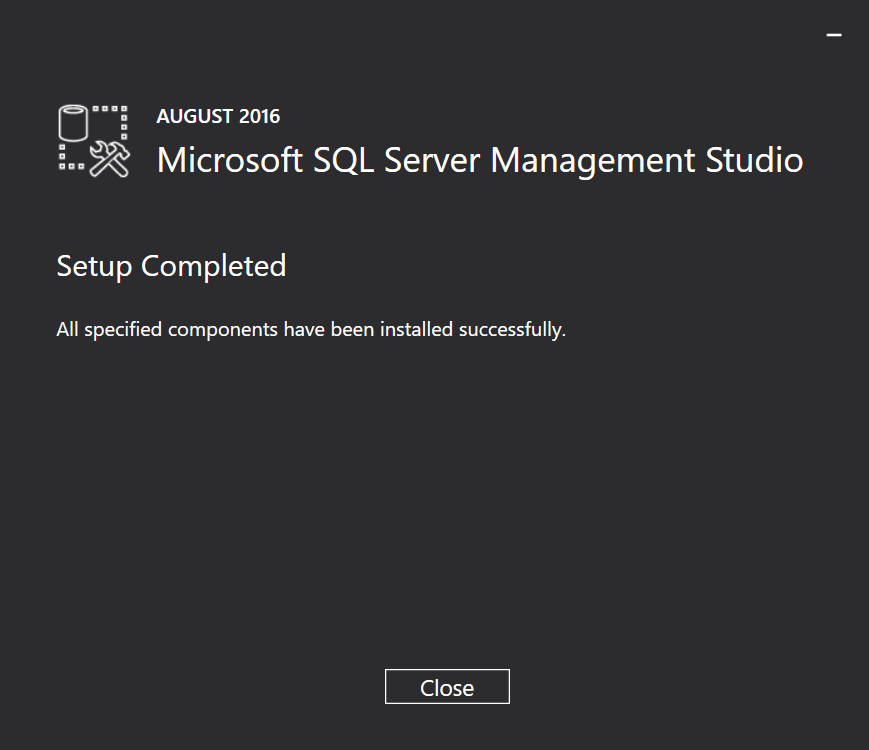 AUGUST 2016
Microsoft SQL Server Management Studio
Setup Completed
All specified components have been installed successfully.
Close